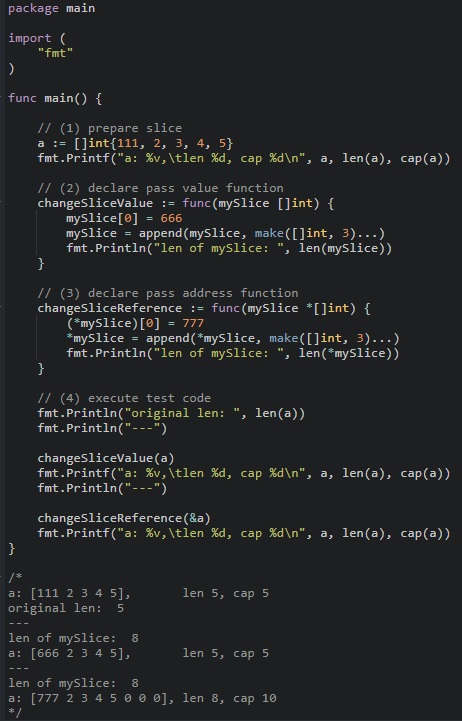 package main
import (
"fmt"
)
func main() {
// (1) prepare slice
a := []int{111, 2, 3, 4, 5}
fmt.Printf("a: %v,\tlen %d, cap %d\n", a, len(a), cap(a))
// (2) declare pass value function
changeSliceValue := func(mySlice []int) {
mySlice[0] = 666
mySlice = append(mySlice, make([]int, 3)...)
fmt.Println("len of mySlice: ", len(mySlice))
}
// (3) declare pass address function
changeSliceReference := func(mySlice *[]int) {
(*mySlice)[0] = 777
*mySlice = append(*mySlice, make([]int, 3)...)
fmt.Println("len of mySlice: ", len(*mySlice))
}
// (4) execute test code
fmt.Println("original len: ", len(a))
fmt.Println("---")
changeSliceValue(a)
fmt.Printf("a: %v,\tlen %d, cap %d\n", a, len(a), cap(a))
fmt.Println("---")
changeSliceReference(&a)
fmt.Printf("a: %v,\tlen %d, cap %d\n", a, len(a), cap(a))
}
/*
a: [111 2 3 4 5], len 5, cap 5
original len:  5
---
len of mySlice:  8
a: [666 2 3 4 5], len 5, cap 5
---
len of mySlice:  8
a: [777 2 3 4 5 0 0 0], len 8, cap 10
*/